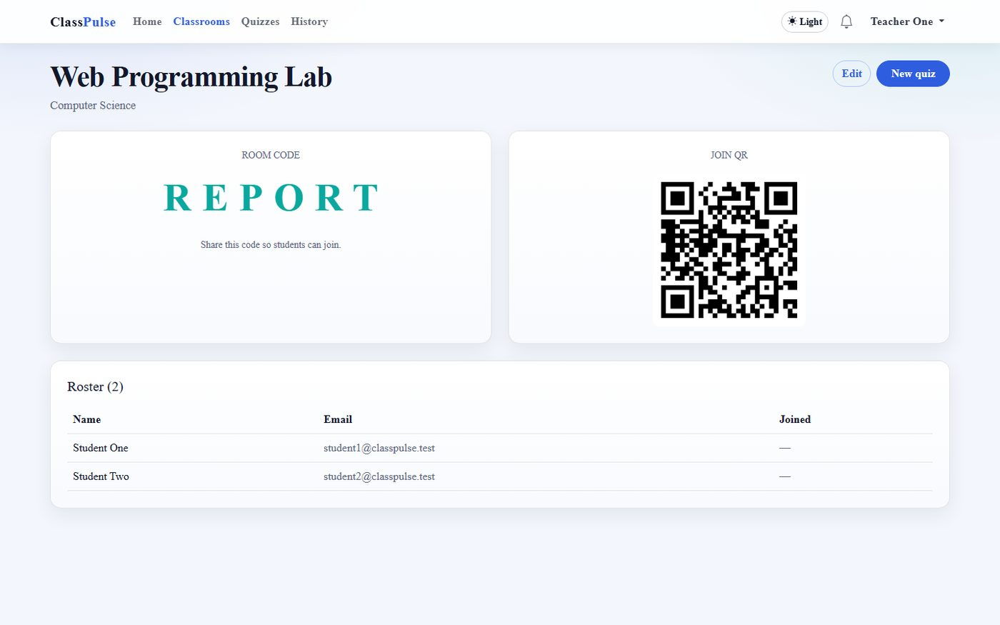 ClassPulse Home Classrooms Quizzes History Light Teacher One
Web Programming Lab
Edit New quiz
Computer Science
ROOM CODE
REPORT
Share this code so students can join.
JOIN QR
Roster (2)
Name Email Joined
Student One student1@classpulse.test —
Student Two student2@classpulse.test —